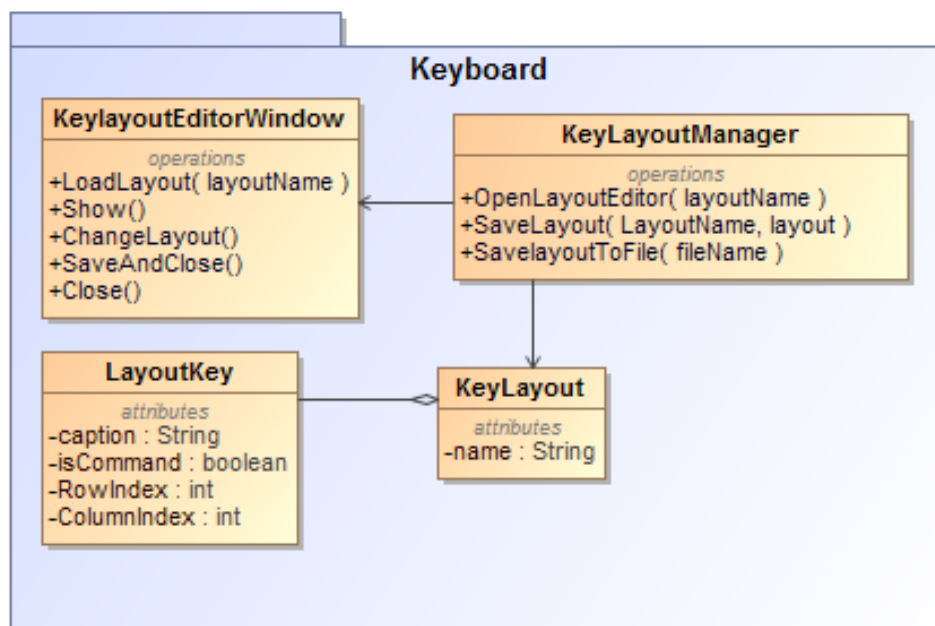 Keyboard
KeylayoutEditorWindow
operations
+LoadLayout( layoutName )
+Show()
+ChangeLayout()
+SaveAndClose()
+Close()
KeyLayoutManager
operations
+OpenLayoutEditor( layoutName )
+SaveLayout( LayoutName, layout )
+SavelayoutToFile( fileName )
LayoutKey
attributes
-caption : String
-isCommand : boolean
-RowIndex : int
-ColumnIndex : int
KeyLayout
attributes
-name : String